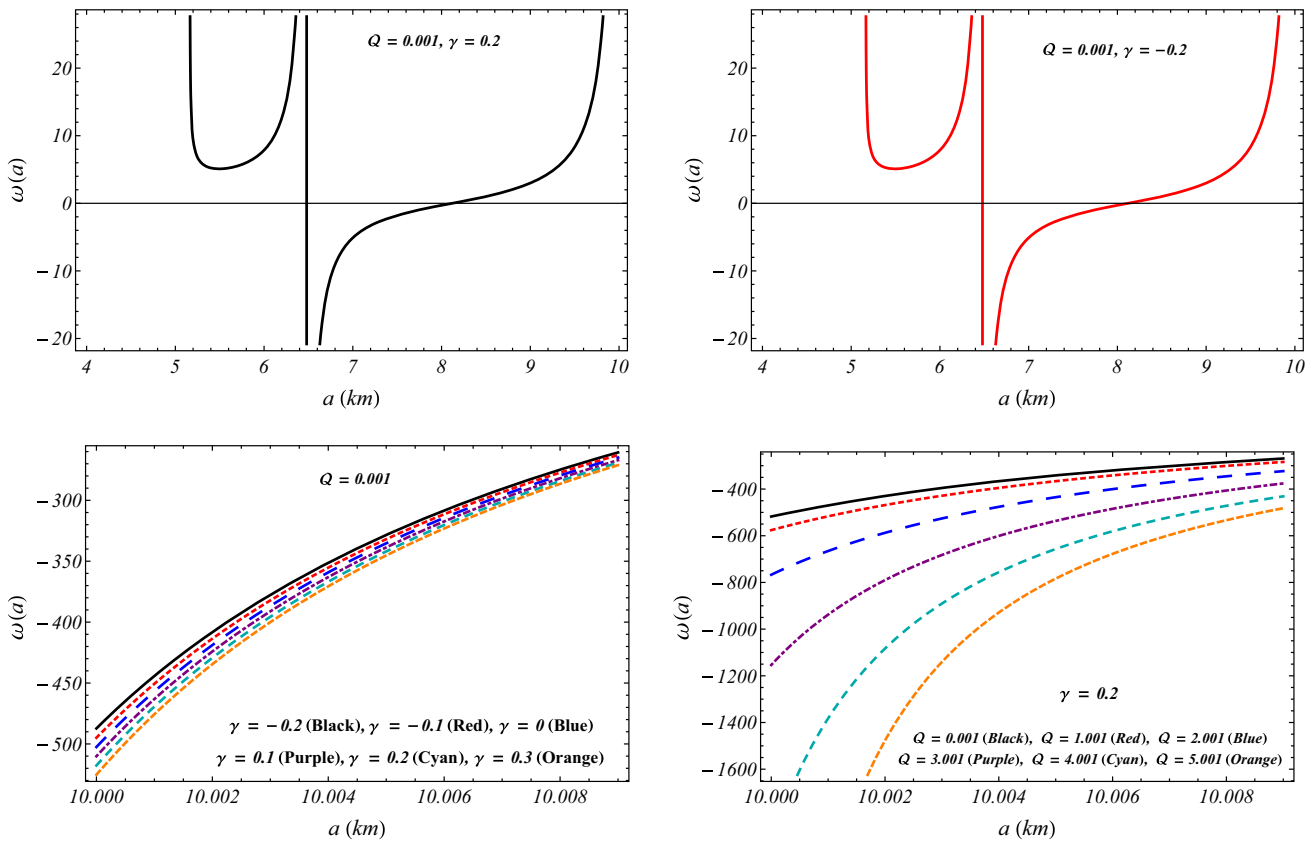 Q = 0.001, γ = 0.2
ω(a)
20
10
0
−10
−20
4 5 6 7 8 9 10
a (km)
Q = 0.001, γ = −0.2
ω(a)
20
10
0
−10
−20
4 5 6 7 8 9 10
a (km)
Q = 0.001
ω(a)
−300
−350
−400
−450
−500
γ = −0.2 (Black), γ = −0.1 (Red), γ = 0 (Blue)
γ = 0.1 (Purple), γ = 0.2 (Cyan), γ = 0.3 (Orange)
10.000 10.002 10.004 10.006 10.008
a (km)
ω(a)
−400
−600
−800
−1000
−1200
−1400
−1600
γ = 0.2
Q = 0.001 (Black), Q = 1.001 (Red), Q = 2.001 (Blue)
Q = 3.001 (Purple), Q = 4.001 (Cyan), Q = 5.001 (Orange)
10.000 10.002 10.004 10.006 10.008
a (km)